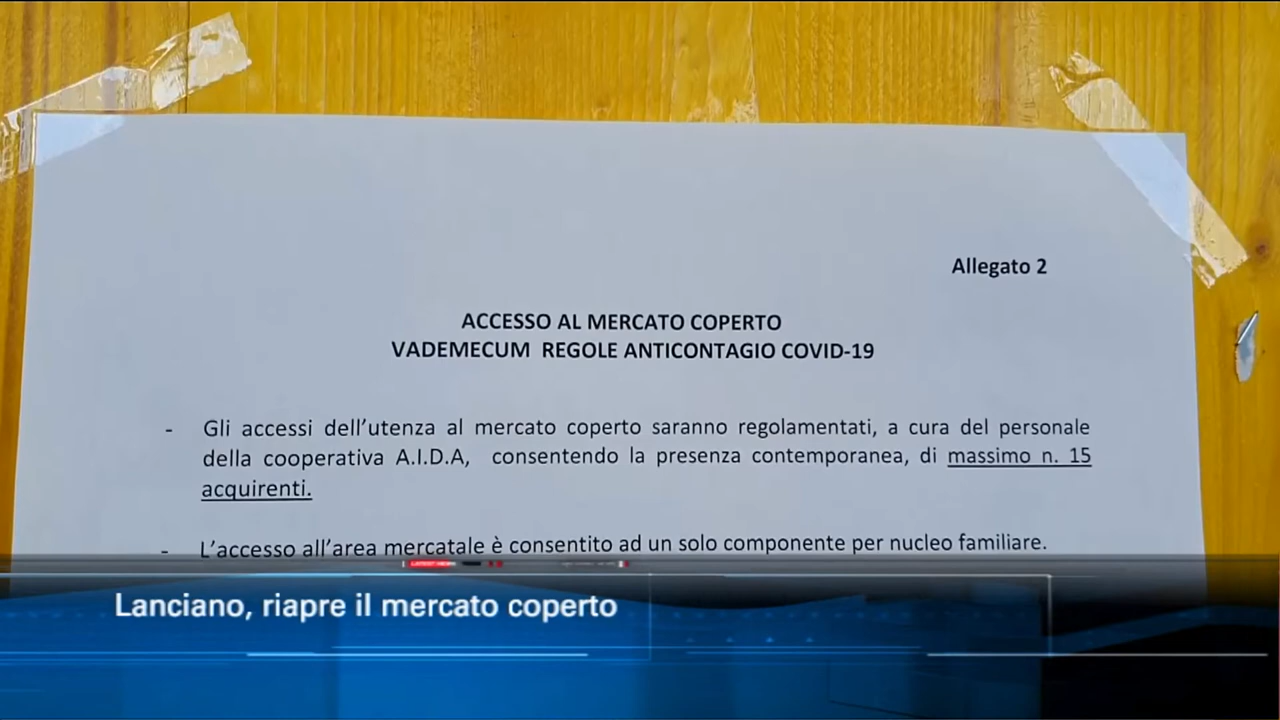 Allegato 2
ACCESSO AL MERCATO COPERTO
VADEMECUM REGOLE ANTICONTAGIO COVID-19
- Gli accessi dell'utenza al mercato coperto saranno regolamentati, a cura del personale
della cooperativa A.I.D.A, consentendo la presenza contemporanea, di massimo n. 15
acquirenti.
- L'accesso all'area mercatale è consentito ad un solo componente per nucleo familiare.
LATEST NEWS
Lanciano, riapre il mercato coperto